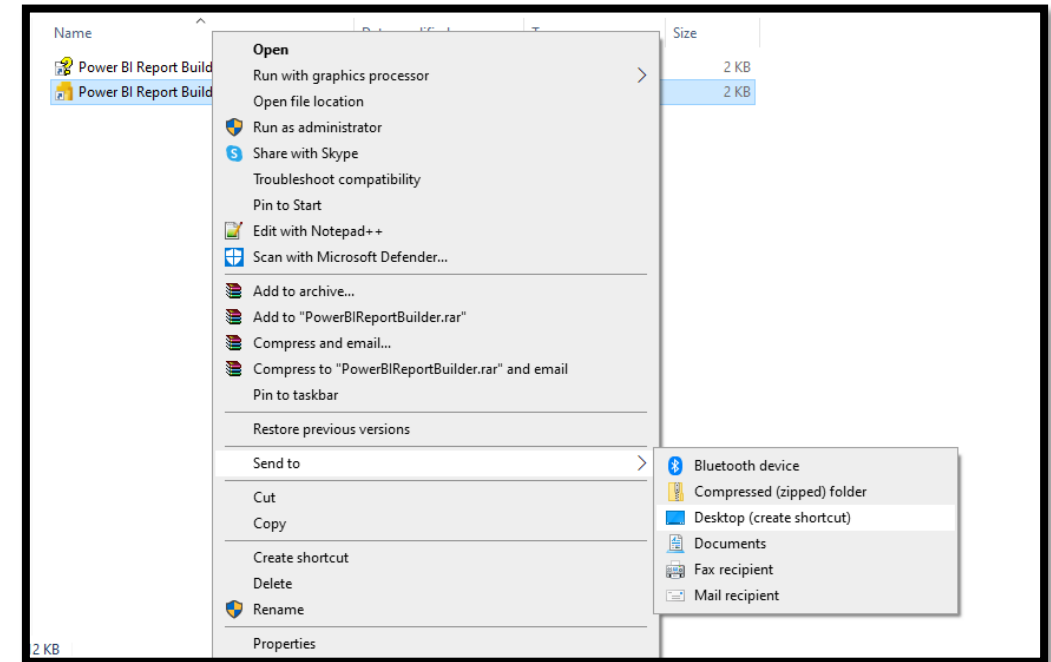 Name Size
Power BI Report Build 2 KB
Power BI Report Build 2 KB
Open
Run with graphics processor
Open file location
Run as administrator
Share with Skype
Troubleshoot compatibility
Pin to Start
Edit with Notepad++
Scan with Microsoft Defender...
Add to archive...
Add to "PowerBIReportBuilder.rar"
Compress and email...
Compress to "PowerBIReportBuilder.rar" and email
Pin to taskbar
Restore previous versions
Send to
Cut
Copy
Create shortcut
Delete
Rename
Properties
Bluetooth device
Compressed (zipped) folder
Desktop (create shortcut)
Documents
Fax recipient
Mail recipient
2 KB